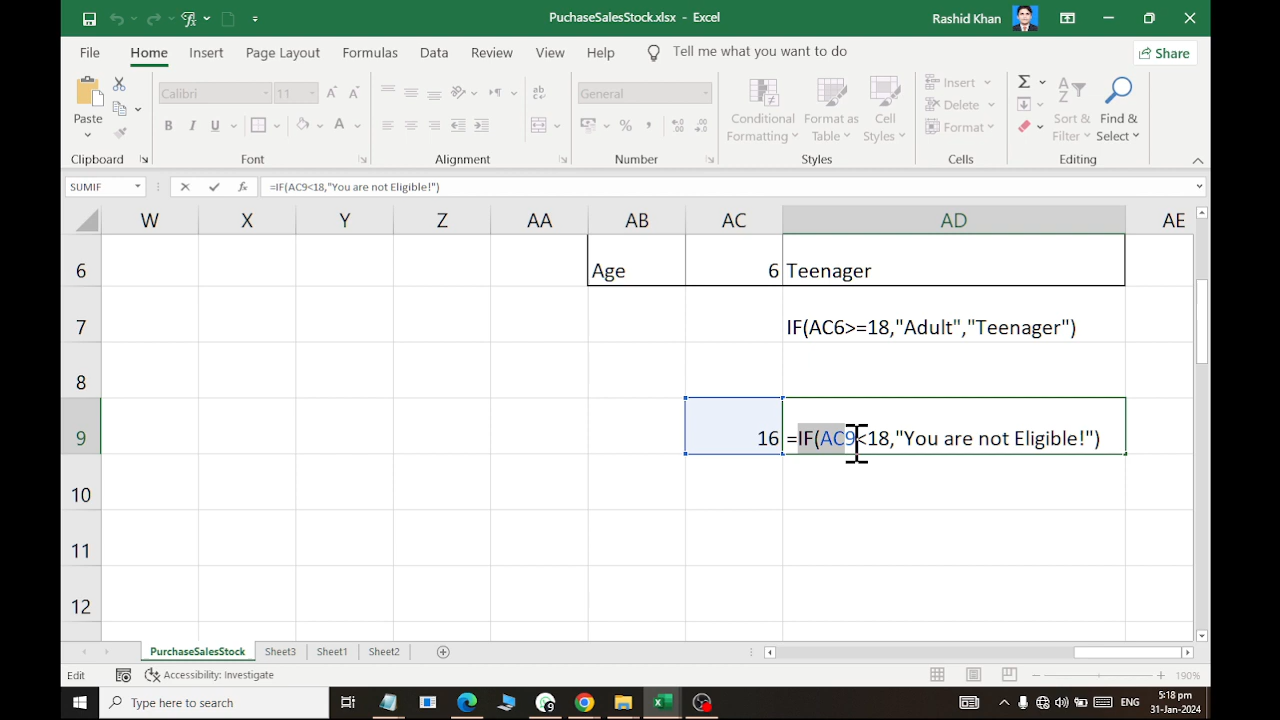 PuchaseSalesStock.xlsx - Excel
Rashid Khan
File Home Insert Page Layout Formulas Data Review View Help Tell me what you want to do Share
Paste
Calibri 11
B I U
ab
General
Conditional Formatting
Format as Table
Cell Styles
Insert
Delete
Format
Sort & Filter
Find & Select
Clipboard Font Alignment Number Styles Cells Editing
SUMIF fx =IF(AC9<18,"You are not Eligible!")
W X Y Z AA AB AC AD AE
6 Age 6 Teenager
7 IF(AC6>=18,"Adult","Teenager")
8
9 16 =IF(AC9<18,"You are not Eligible!")
10
11
12
PurchaseSalesStock Sheet3 Sheet1 Sheet2
Edit Accessibility: Investigate 190%
Type here to search
ENG
5:18 pm
31-Jan-2024